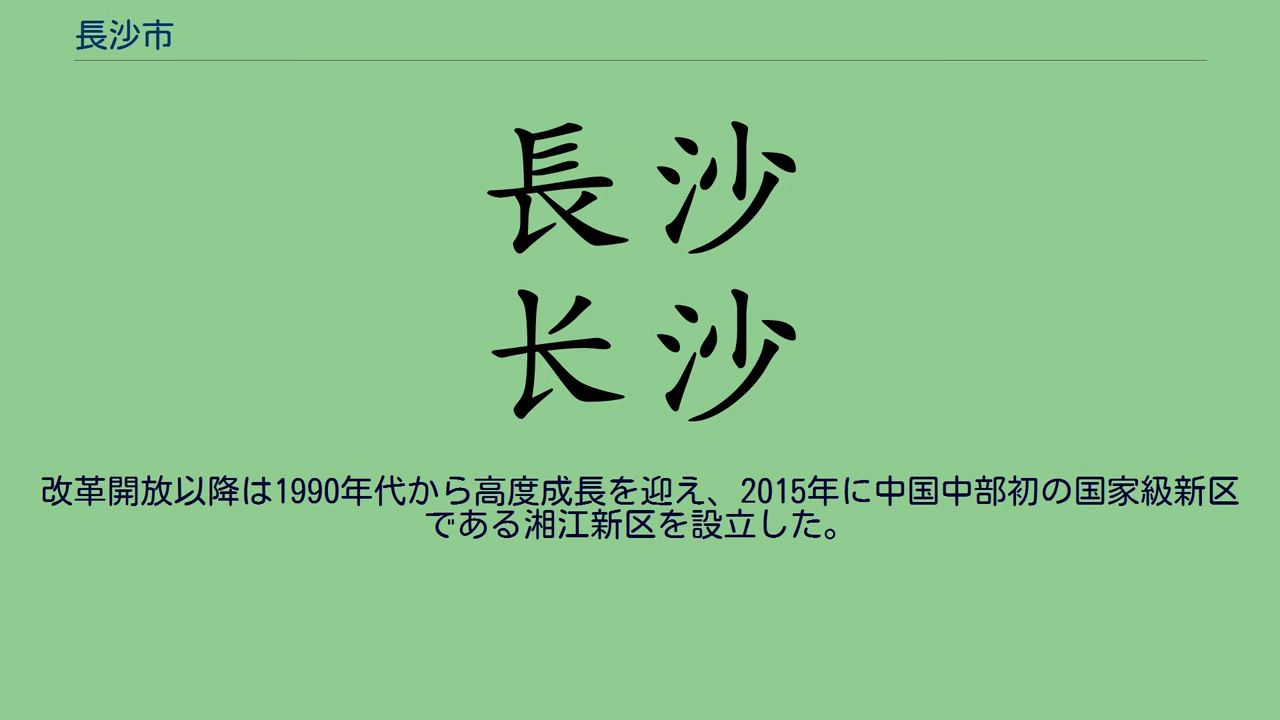 長沙市
長沙
长沙
改革開放以降は1990年代から高度成長を迎え、2015年に中国中部初の国家級新区
である湘江新区を設立した。